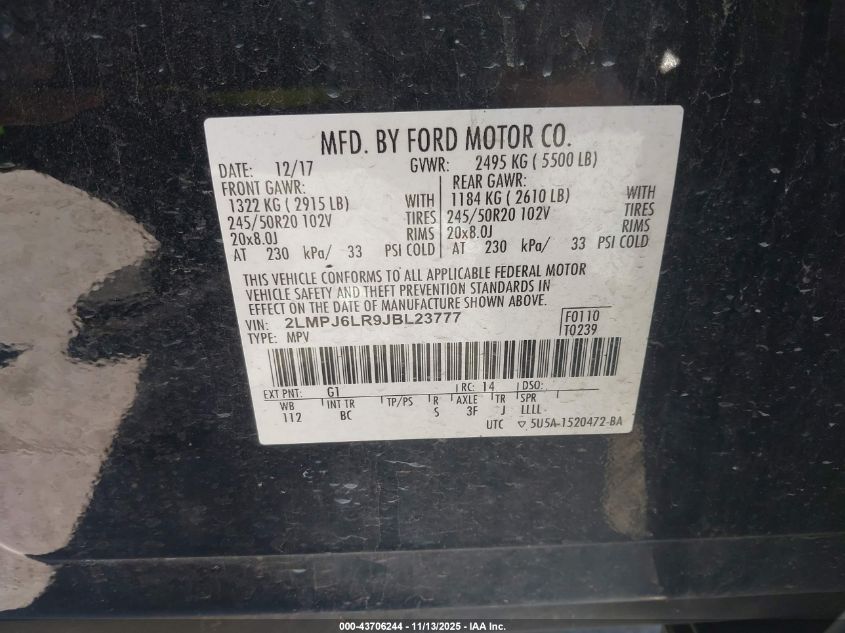 MFD. BY FORD MOTOR CO.
DATE: 12/17 GVWR: 2495 KG ( 5500 LB)
FRONT GAWR: REAR GAWR:
1322 KG ( 2915 LB) WITH 1184 KG ( 2610 LB) WITH
245/50R20 102V TIRES 245/50R20 102V TIRES
20x8.0J RIMS 20x8.0J RIMS
AT 230 kPa/ 33 PSI COLD AT 230 kPa/ 33 PSI COLD
THIS VEHICLE CONFORMS TO ALL APPLICABLE FEDERAL MOTOR
VEHICLE SAFETY AND THEFT PREVENTION STANDARDS IN
EFFECT ON THE DATE OF MANUFACTURE SHOWN ABOVE.
VIN: 2LMPJ6LR9JBL23777 F0110
TYPE: MPV T0239
EXT PNT: G1 RC: 14 DSO:
WB INT TR TP/PS R AXLE TR SPR
112 BC S 3F J LLLL
UTC ▽ 5U5A-1520472-BA
000-43706244 - 11/13/2025 - IAA Inc.